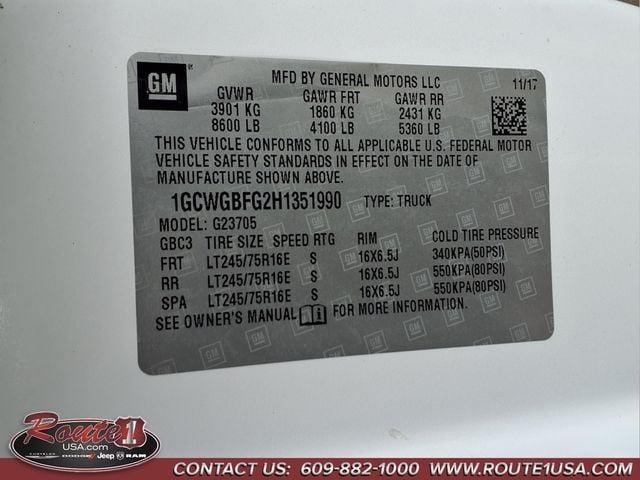 GM
MFD BY GENERAL MOTORS LLC 11/17
GVWR GAWR FRT GAWR RR
3901 KG 1860 KG 2431 KG
8600 LB 4100 LB 5360 LB
THIS VEHICLE CONFORMS TO ALL APPLICABLE U.S. FEDERAL MOTOR
VEHICLE SAFETY STANDARDS IN EFFECT ON THE DATE OF
MANUFACTURE SHOWN ABOVE.
1GCWGBFG2H1351990 TYPE: TRUCK
MODEL: G23705
GBC3 TIRE SIZE SPEED RTG RIM COLD TIRE PRESSURE
FRT LT245/75R16E S 16X6.5J 340KPA(50PSI)
RR LT245/75R16E S 16X6.5J 550KPA(80PSI)
SPA LT245/75R16E S 16X6.5J 550KPA(80PSI)
SEE OWNER'S MANUAL i FOR MORE INFORMATION.
Route 1
USA.com
CHRYSLER DODGE Jeep RAM
CONTACT US: 609-882-1000 WWW.ROUTE1USA.COM